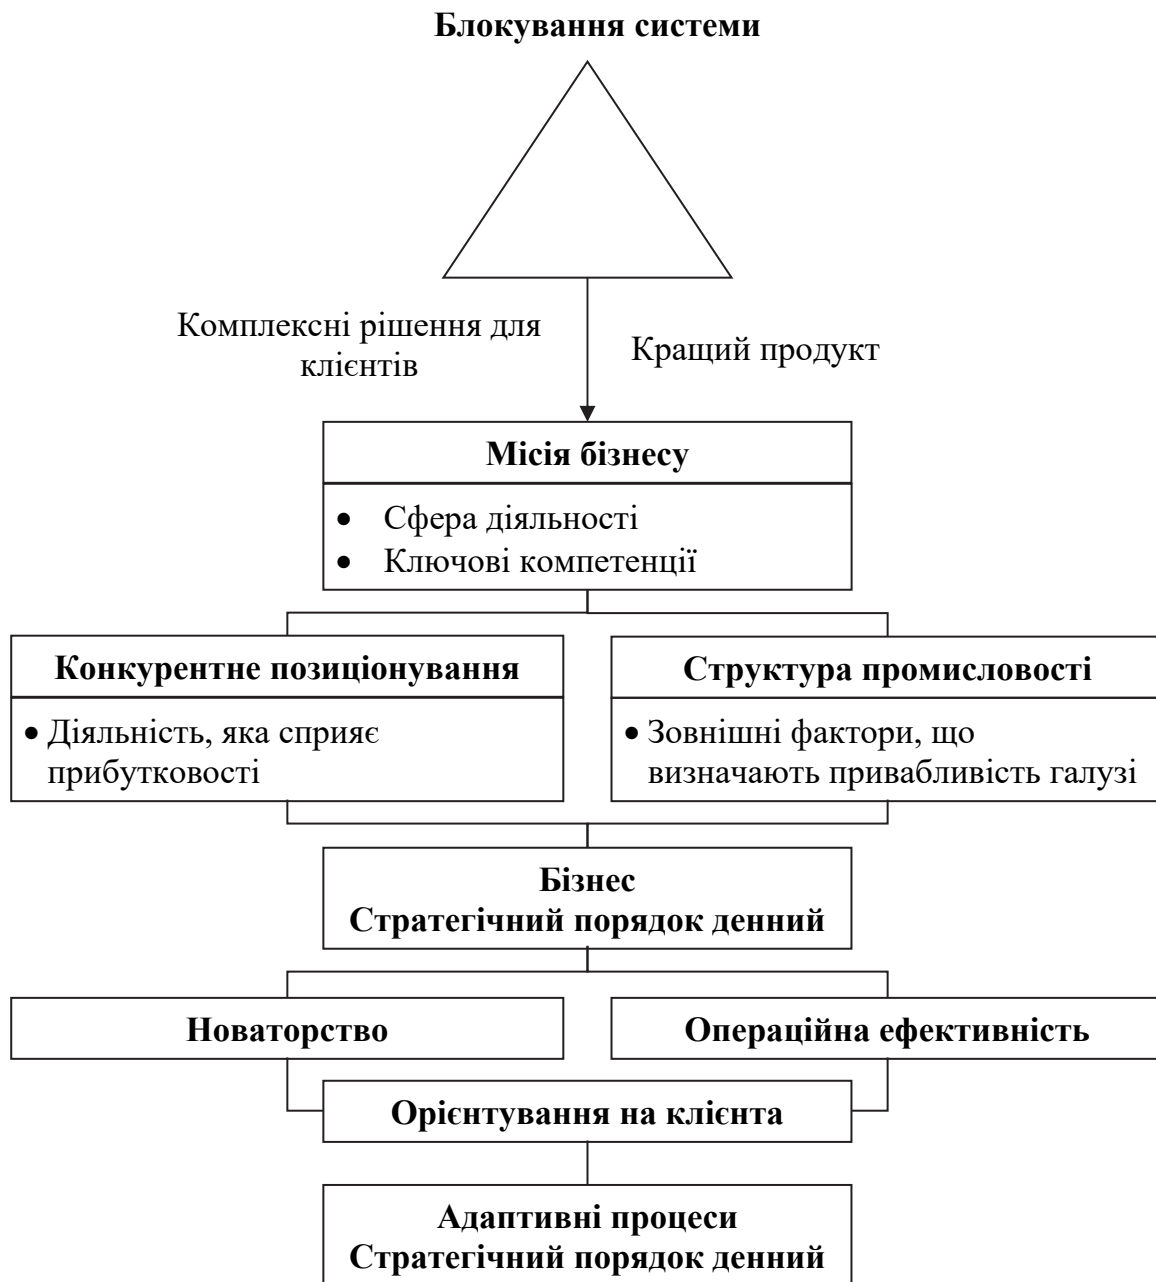 Блокування системи
Комплексні рішення для
клієнтів
Кращий продукт
Місія бізнесу
• Сфера діяльності
• Ключові компетенції
Конкурентне позиціонування
• Діяльність, яка сприяє
прибутковості
Структура промисловості
• Зовнішні фактори, що
визначають привабливість галузі
Бізнес
Стратегічний порядок денний
Новаторство
Операційна ефективність
Орієнтування на клієнта
Адаптивні процеси
Стратегічний порядок денний